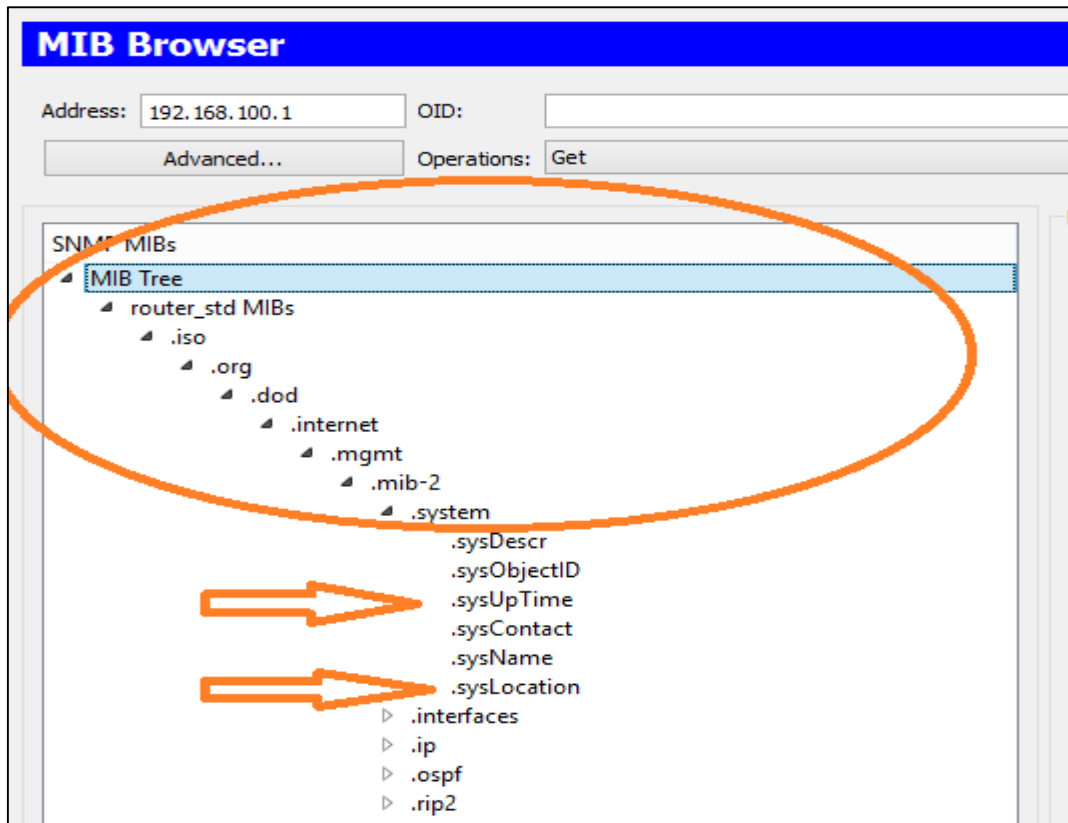 MIB Browser
Address: 192.168.100.1 OID:
Advanced... Operations: Get
SNMP MIBs
MIB Tree
router_std MIBs
.iso
.org
.dod
.internet
.mgmt
.mib-2
.system
.sysDescr
.sysObjectID
.sysUpTime
.sysContact
.sysName
.sysLocation
.interfaces
.ip
.ospf
.rip2